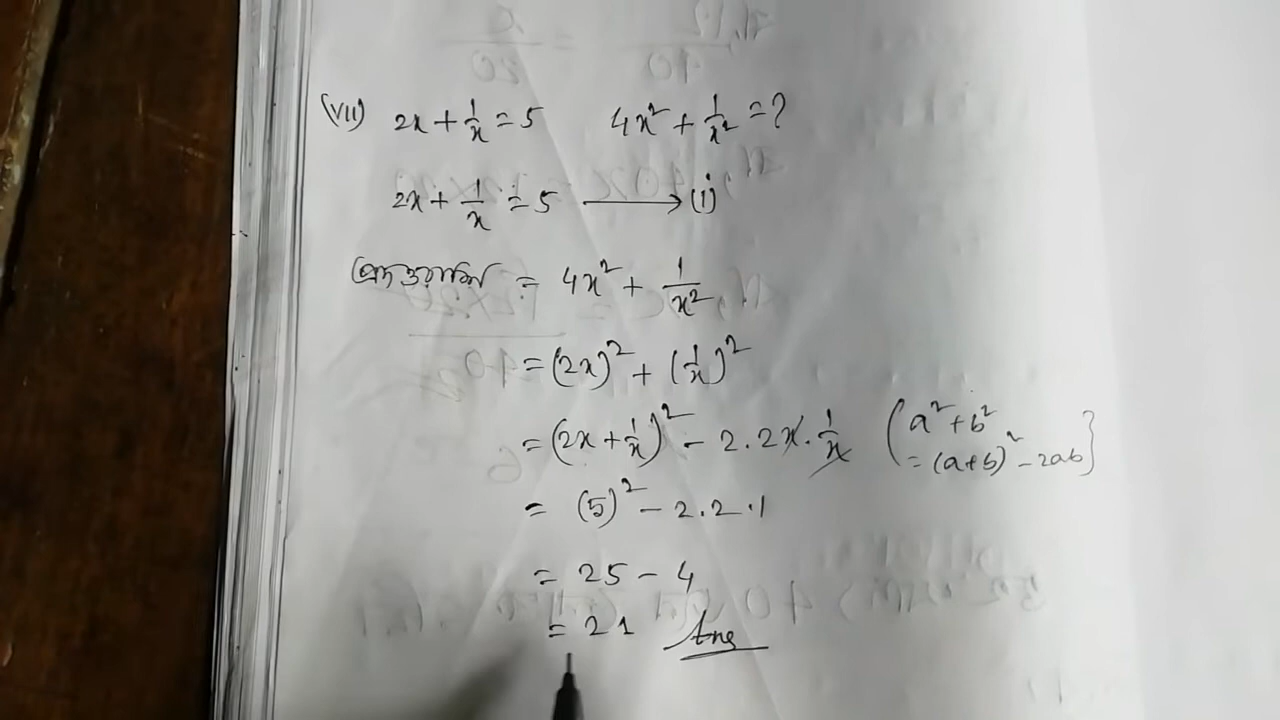 (VII) 2x + 1/x = 5 4x² + 1/x² = ?
2x + 1/x = 5 → (i)
প্রদত্তরাশি = 4x² + 1/x²
= (2x)² + (1/x)²
= (2x + 1/x)² - 2.2x.1/x (a² + b²
= (a+b)² - 2ab}
= (5)² - 2.2.1
= 25 - 4
= 21 Ans